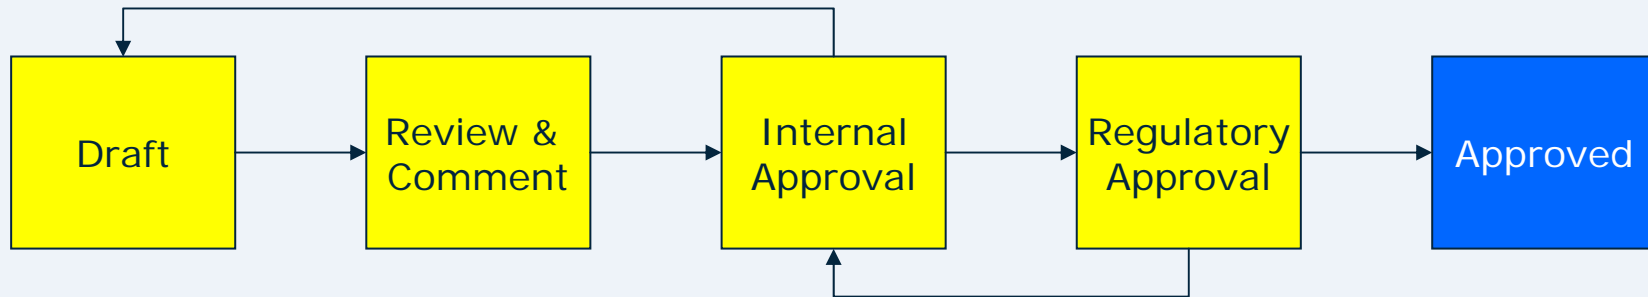 Draft
Review &
Comment
Internal
Approval
Regulatory
Approval
Approved